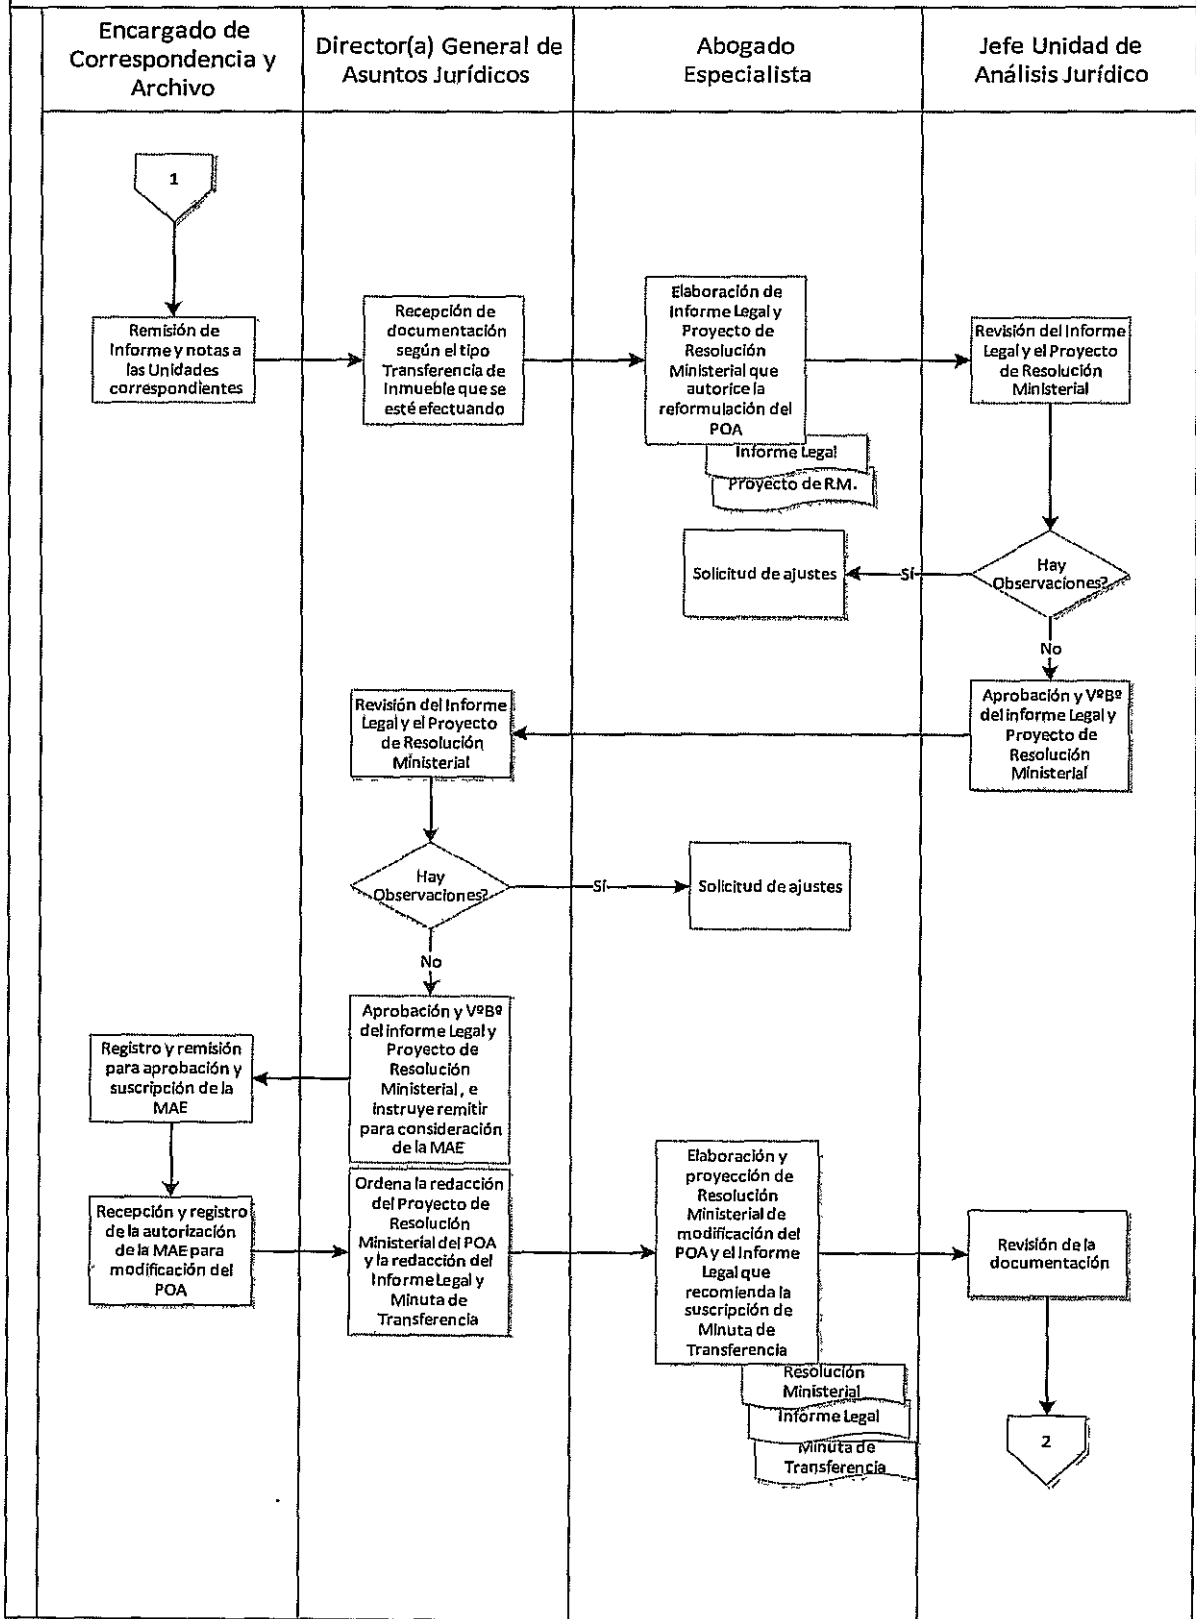 Encargado de
Correspondencia y
Archivo
Director(a) General de
Asuntos Jurídicos
Abogado
Especialista
Jefe Unidad de
Análisis Jurídico
1
Remisión de
Informe y notas a
las Unidades
correspondientes
Recepción de
documentación
según el tipo
Transferencia de
Inmueble que se
esté efectuando
Elaboración de
Informe Legal y
Proyecto de
Resolución
Ministerial que
autorice la
reformulación del
POA
Informe Legal
Proyecto de RM.
Revisión del Informe
Legal y el Proyecto
de Resolución
Ministerial
Hay
Observaciones?
Sí
Solicitud de ajustes
No
Aprobación y VºBº
del informe Legal y
Proyecto de
Resolución
Ministerial
Revisión del Informe
Legal y el Proyecto
de Resolución
Ministerial
Hay
Observaciones?
Sí
Solicitud de ajustes
No
Aprobación y VºBº
del informe Legal y
Proyecto de
Resolución
Ministerial, e
instruye remitir
para consideración
de la MAE
Registro y remisión
para aprobación y
suscripción de la
MAE
Recepción y registro
de la autorización
de la MAE para
modificación del
POA
Ordena la redacción
del Proyecto de
Resolución
Ministerial del POA
y la redacción del
Informe Legal y
Minuta de
Transferencia
Elaboración y
proyección de
Resolución
Ministerial de
modificación del
POA y el Informe
Legal que
recomienda la
suscripción de
Minuta de
Transferencia
Resolución
Ministerial
Informe Legal
Minuta de
Transferencia
Revisión de la
documentación
2